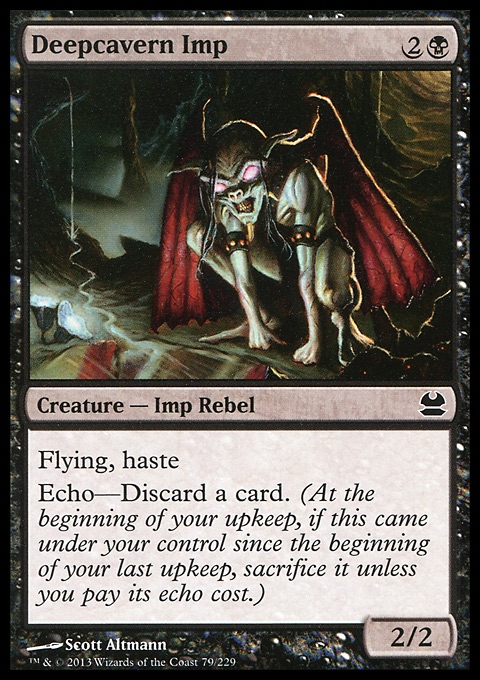 Deepcavern Imp 2
Creature — Imp Rebel
Flying, haste
Echo—Discard a card. (At the
beginning of your upkeep, if this came
under your control since the beginning
of your last upkeep, sacrifice it unless
you pay its echo cost.)
2/2
Scott Altmann
™ & © 2013 Wizards of the Coast 79/229